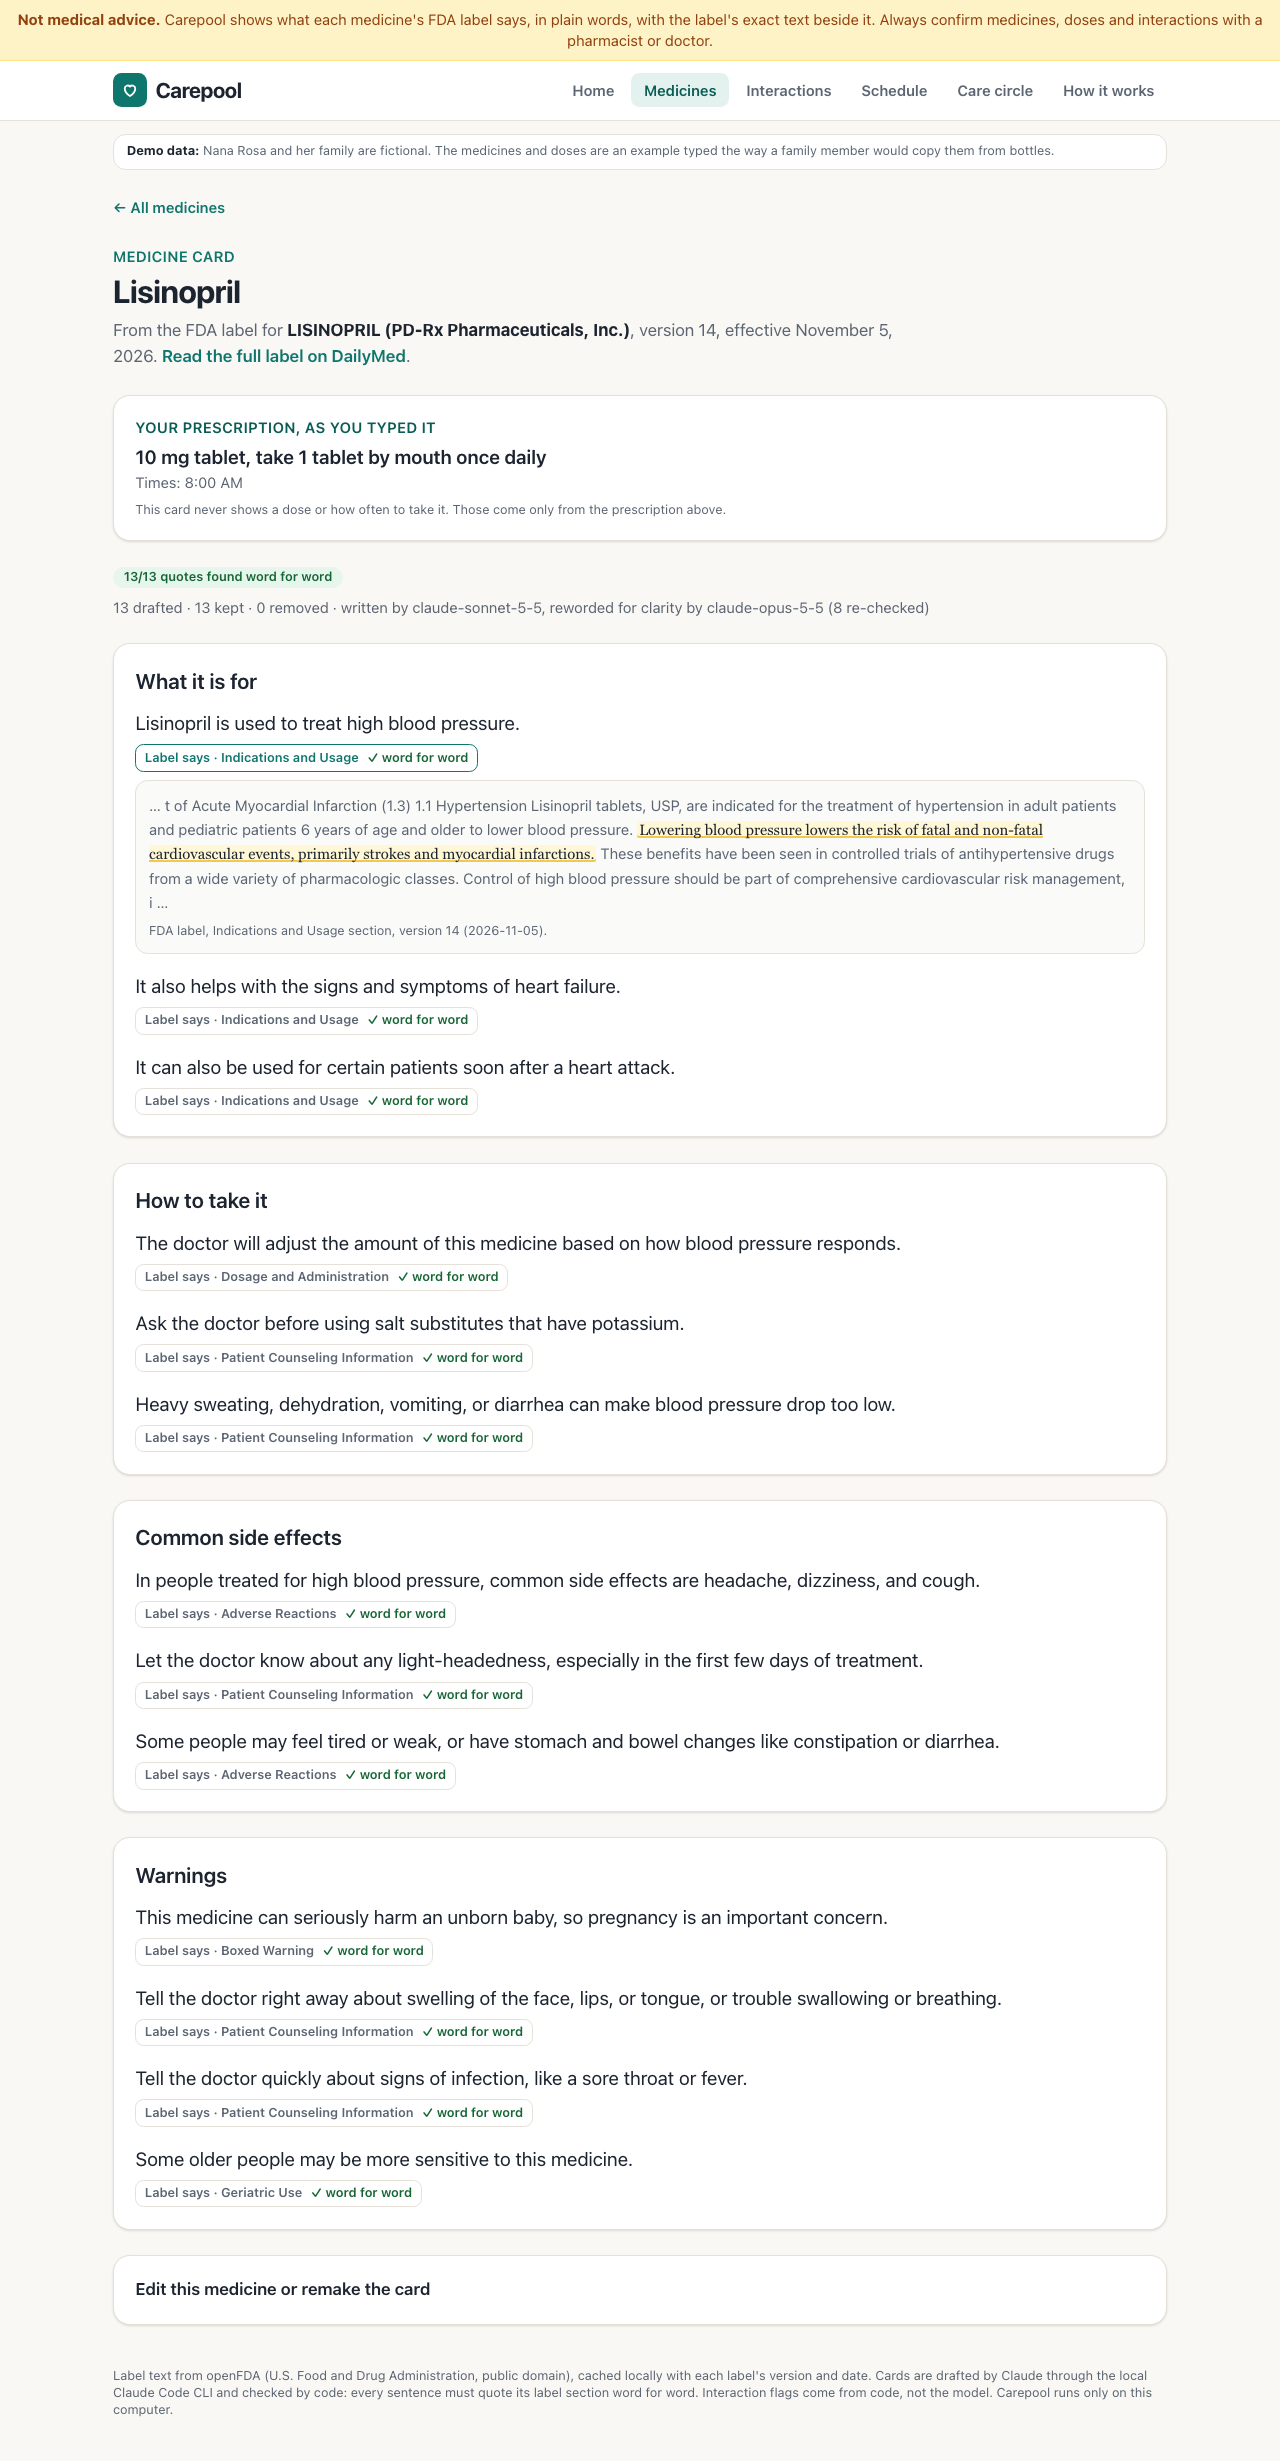 Not medical advice. Carepool shows what each medicine's FDA label says, in plain words, with the label's exact text beside it. Always confirm medicines, doses and interactions with a
pharmacist or doctor.
Carepool
Home
Medicines
Interactions
Schedule
Care circle
How it works
Demo data: Nana Rosa and her family are fictional. The medicines and doses are an example typed the way a family member would copy them from bottles.
← All medicines
MEDICINE CARD
Lisinopril
From the FDA label for LISINOPRIL (PD-Rx Pharmaceuticals, Inc.), version 14, effective November 5,
2026. Read the full label on DailyMed.
YOUR PRESCRIPTION, AS YOU TYPED IT
10 mg tablet, take 1 tablet by mouth once daily
Times: 8:00 AM
This card never shows a dose or how often to take it. Those come only from the prescription above.
13/13 quotes found word for word
13 drafted · 13 kept · 0 removed · written by claude-sonnet-5-5, reworded for clarity by claude-opus-5-5 (8 re-checked)
What it is for
Lisinopril is used to treat high blood pressure.
Label says · Indications and Usage ✓ word for word
... t of Acute Myocardial Infarction (1.3) 1.1 Hypertension Lisinopril tablets, USP, are indicated for the treatment of hypertension in adult patients
and pediatric patients 6 years of age and older to lower blood pressure. Lowering blood pressure lowers the risk of fatal and non-fatal
cardiovascular events, primarily strokes and myocardial infarctions. These benefits have been seen in controlled trials of antihypertensive drugs
from a wide variety of pharmacologic classes. Control of high blood pressure should be part of comprehensive cardiovascular risk management,
i ...
FDA label, Indications and Usage section, version 14 (2026-11-05).
It also helps with the signs and symptoms of heart failure.
Label says · Indications and Usage ✓ word for word
It can also be used for certain patients soon after a heart attack.
Label says · Indications and Usage ✓ word for word
How to take it
The doctor will adjust the amount of this medicine based on how blood pressure responds.
Label says · Dosage and Administration ✓ word for word
Ask the doctor before using salt substitutes that have potassium.
Label says · Patient Counseling Information ✓ word for word
Heavy sweating, dehydration, vomiting, or diarrhea can make blood pressure drop too low.
Label says · Patient Counseling Information ✓ word for word
Common side effects
In people treated for high blood pressure, common side effects are headache, dizziness, and cough.
Label says · Adverse Reactions ✓ word for word
Let the doctor know about any light-headedness, especially in the first few days of treatment.
Label says · Patient Counseling Information ✓ word for word
Some people may feel tired or weak, or have stomach and bowel changes like constipation or diarrhea.
Label says · Adverse Reactions ✓ word for word
Warnings
This medicine can seriously harm an unborn baby, so pregnancy is an important concern.
Label says · Boxed Warning ✓ word for word
Tell the doctor right away about swelling of the face, lips, or tongue, or trouble swallowing or breathing.
Label says · Patient Counseling Information ✓ word for word
Tell the doctor quickly about signs of infection, like a sore throat or fever.
Label says · Patient Counseling Information ✓ word for word
Some older people may be more sensitive to this medicine.
Label says · Geriatric Use ✓ word for word
Edit this medicine or remake the card
Label text from openFDA (U.S. Food and Drug Administration, public domain), cached locally with each label's version and date. Cards are drafted by Claude through the local
Claude Code CLI and checked by code: every sentence must quote its label section word for word. Interaction flags come from code, not the model. Carepool runs only on this
computer.